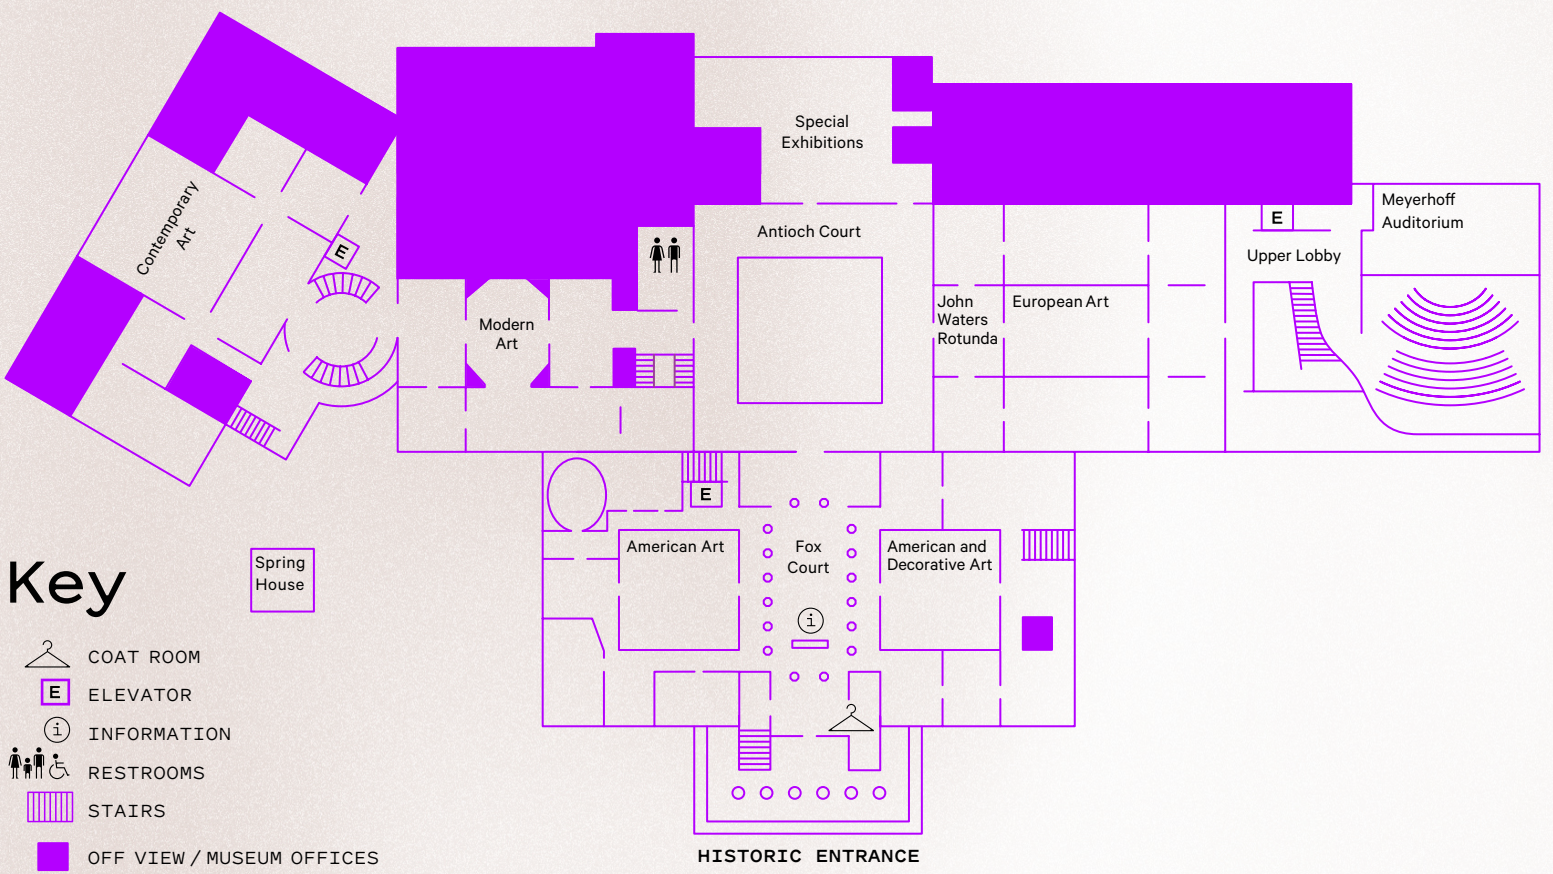 Special
Exhibitions
Contemporary
Art
E
Antioch Court
Modern
Art
John
Waters
Rotunda
European Art
E
Upper Lobby
Meyerhoff
Auditorium
E
American Art
Fox
Court
i
American and
Decorative Art
Spring
House
Key
COAT ROOM
E ELEVATOR
i INFORMATION
RESTROOMS
STAIRS
OFF VIEW / MUSEUM OFFICES
HISTORIC ENTRANCE